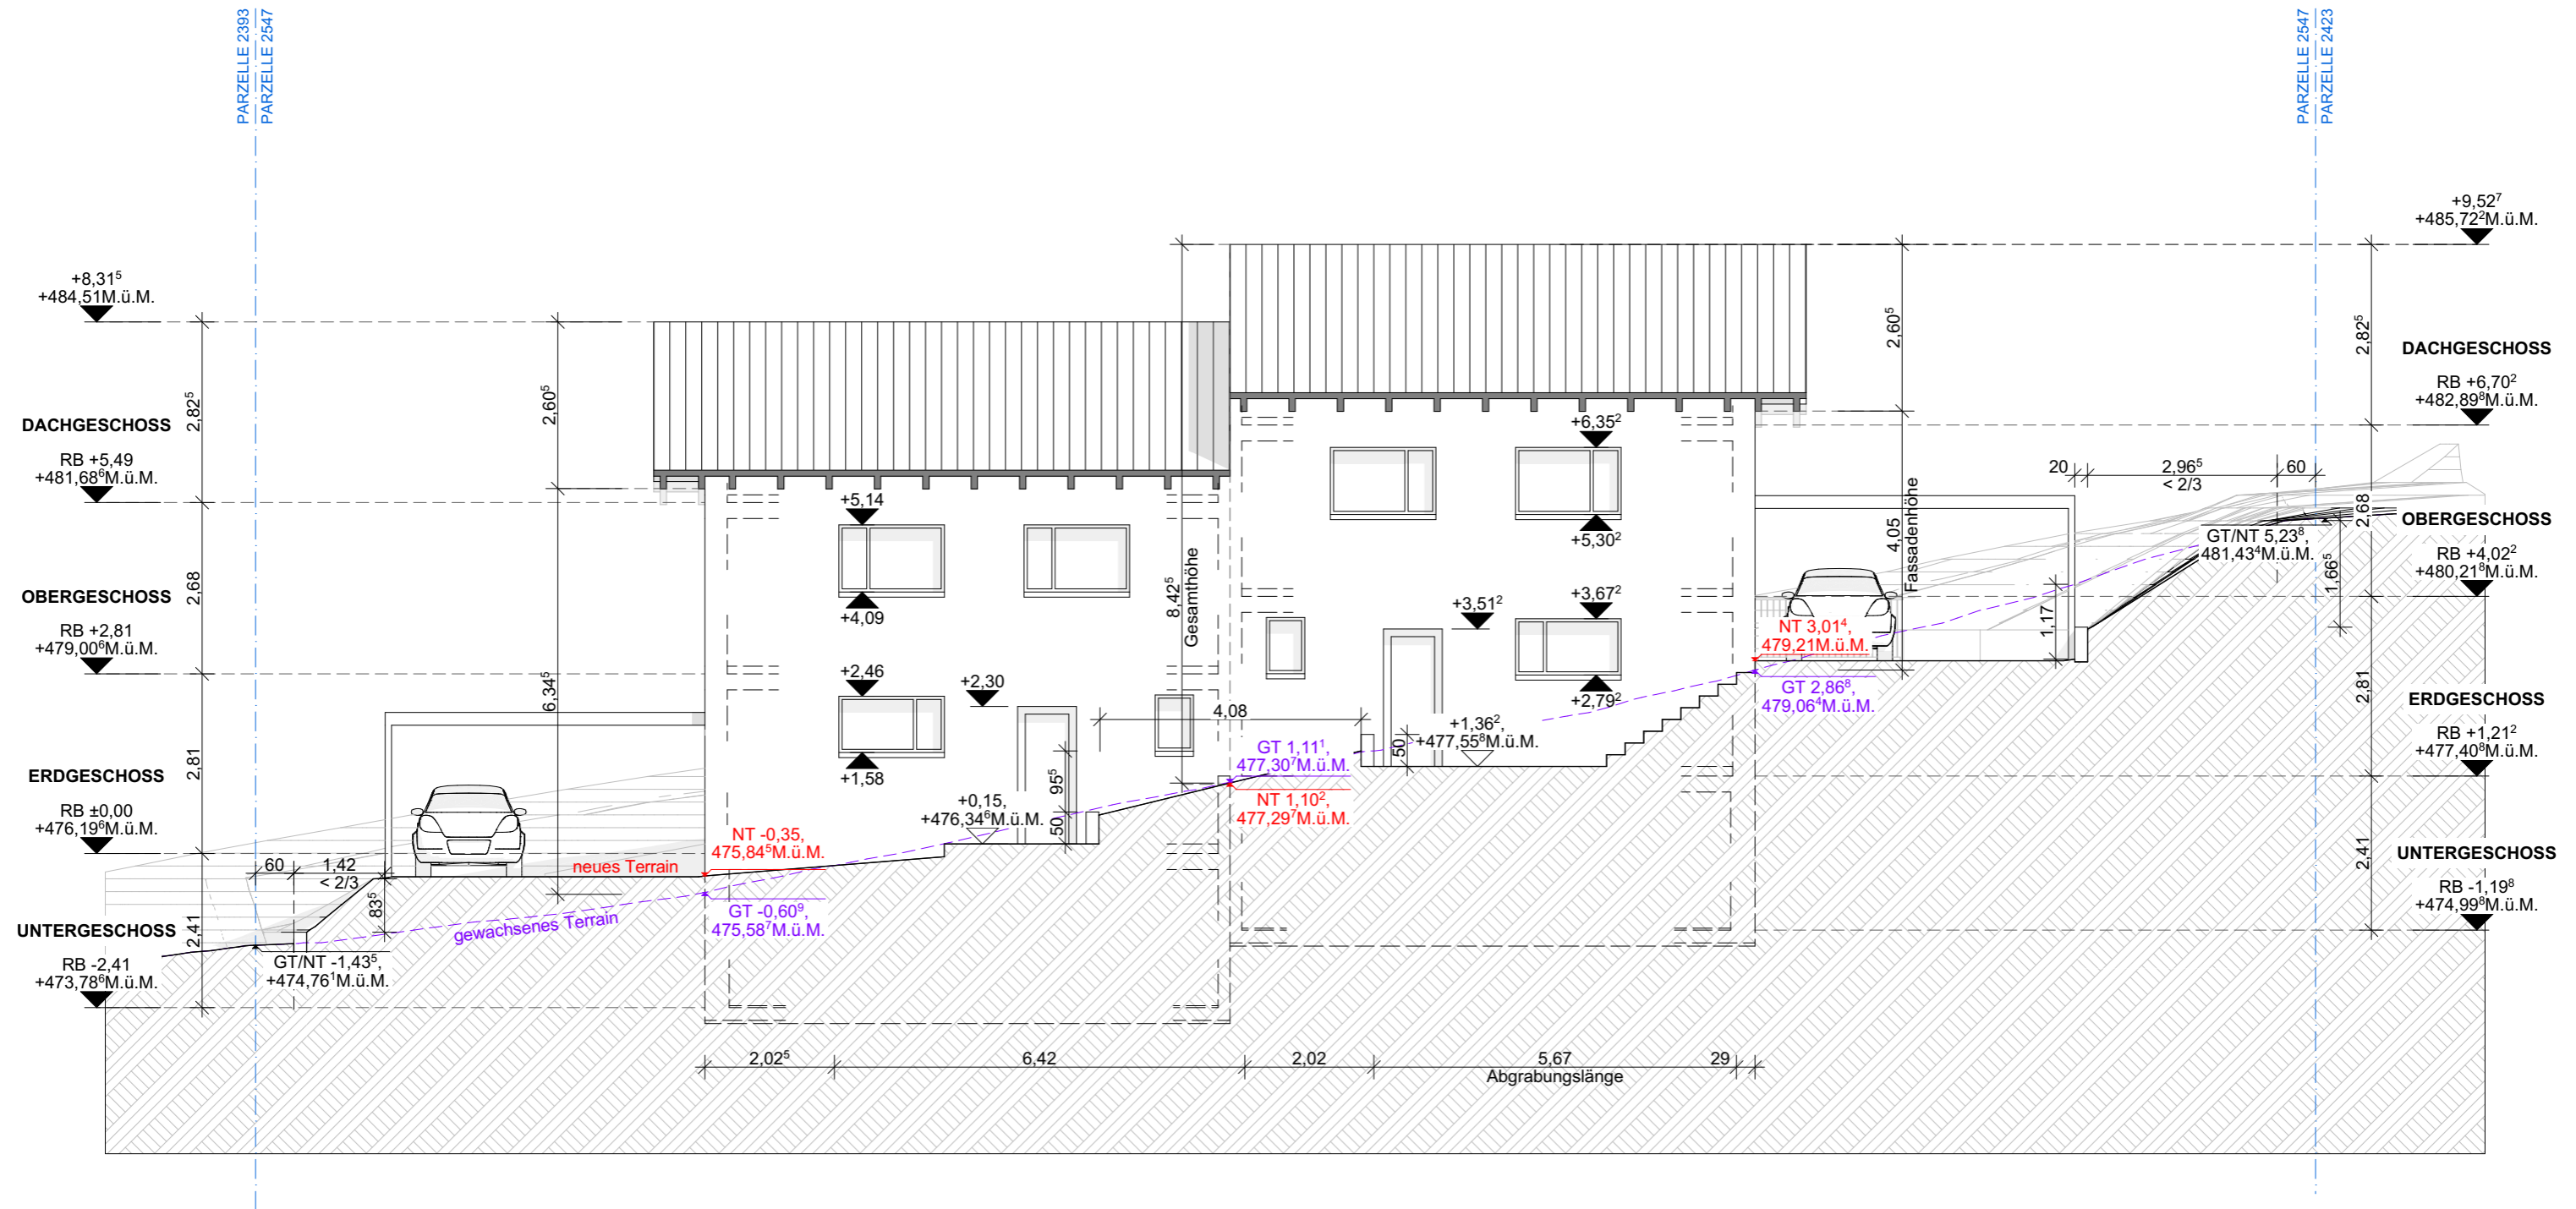 PARZELLE 2393
PARZELLE 2547
PARZELLE 2547
PARZELLE 2423
+9,52⁷
+485,72²M.ü.M.
+8,31⁵
+484,51M.ü.M.
2,82⁵
2,60⁵
2,60⁵
2,82⁵
DACHGESCHOSS
RB +5,49
+481,68⁶M.ü.M.
DACHGESCHOSS
RB +6,70²
+482,89⁸M.ü.M.
+6,35²
+5,30²
+5,14
+4,09
20
2,96⁵
< 2/3
60
2,68
GT/NT 5,23⁸,
481,43⁴M.ü.M.
1,66⁵
1,17
4,05
Fassadenhöhe
8,42⁵
Gesamthöhe
2,68
OBERGESCHOSS
RB +2,81
+479,00⁶M.ü.M.
OBERGESCHOSS
RB +4,02²
+480,21⁸M.ü.M.
+3,67²
+3,51²
+2,79²
NT 3,01⁴,
479,21M.ü.M.
GT 2,86⁸,
479,06⁴M.ü.M.
6,34⁵
+2,46
+2,30
+1,58
4,08
+1,36²,
+477,55⁸M.ü.M.
50
GT 1,11¹,
477,30⁷M.ü.M.
NT 1,10²,
477,29⁷M.ü.M.
95⁵
50
+0,15,
+476,34⁶M.ü.M.
2,81
ERDGESCHOSS
RB ±0,00
+476,19⁶M.ü.M.
2,81
ERDGESCHOSS
RB +1,21²
+477,40⁸M.ü.M.
NT -0,35,
475,84⁵M.ü.M.
neues Terrain
60
1,42
< 2/3
83⁵
GT -0,60⁹,
475,58⁷M.ü.M.
gewachsenes Terrain
2,41
UNTERGESCHOSS
RB -2,41
+473,78⁶M.ü.M.
GT/NT -1,43⁵,
+474,76¹M.ü.M.
2,41
UNTERGESCHOSS
RB -1,19⁸
+474,99⁸M.ü.M.
2,02⁵
6,42
2,02
5,67
29
Abgrabungslänge